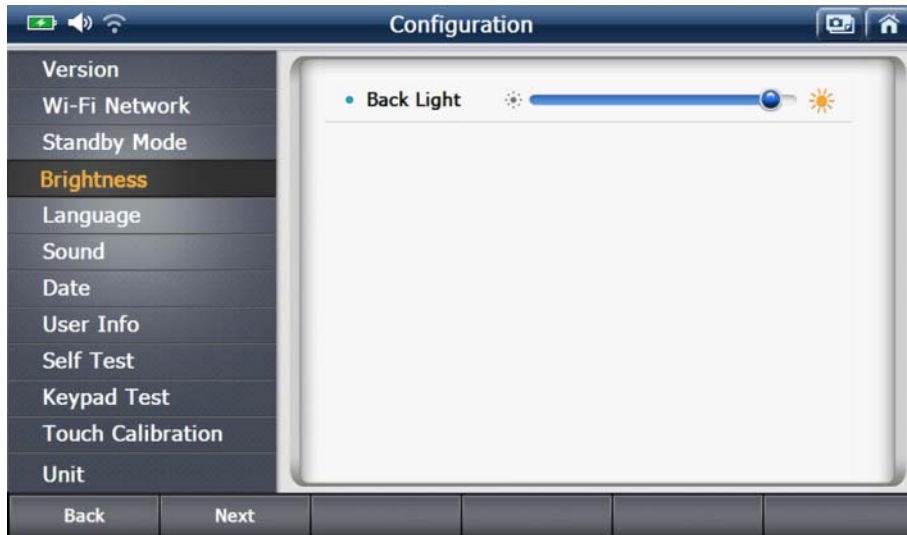 Configuration
Version
Wi-Fi Network
Standby Mode
Brightness
Language
Sound
Date
User Info
Self Test
Keypad Test
Touch Calibration
Unit
• Back Light
Back Next